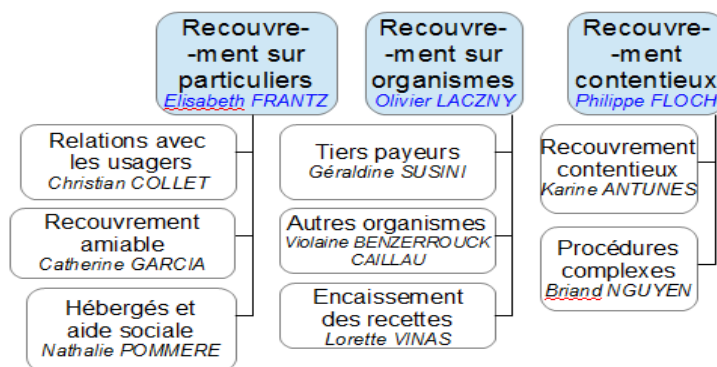 Recouvre-
-ment sur
particuliers
Elisabeth FRANTZ
Relations avec
les usagers
Christian COLLET
Recouvrement
amiable
Catherine GARCIA
Hébergés et
aide sociale
Nathalie POMMERE
Recouvre-
-ment sur
organismes
Olivier LACZNY
Tiers payeurs
Géraldine SUSINI
Autres organismes
Violaine BENZERROUCK
CAILLAU
Encaissement
des recettes
Lorette VINAS
Recouvre-
-ment
contentieux
Philippe FLOCH
Recouvrement
contentieux
Karine ANTUNES
Procédures
complexes
Briand NGUYEN